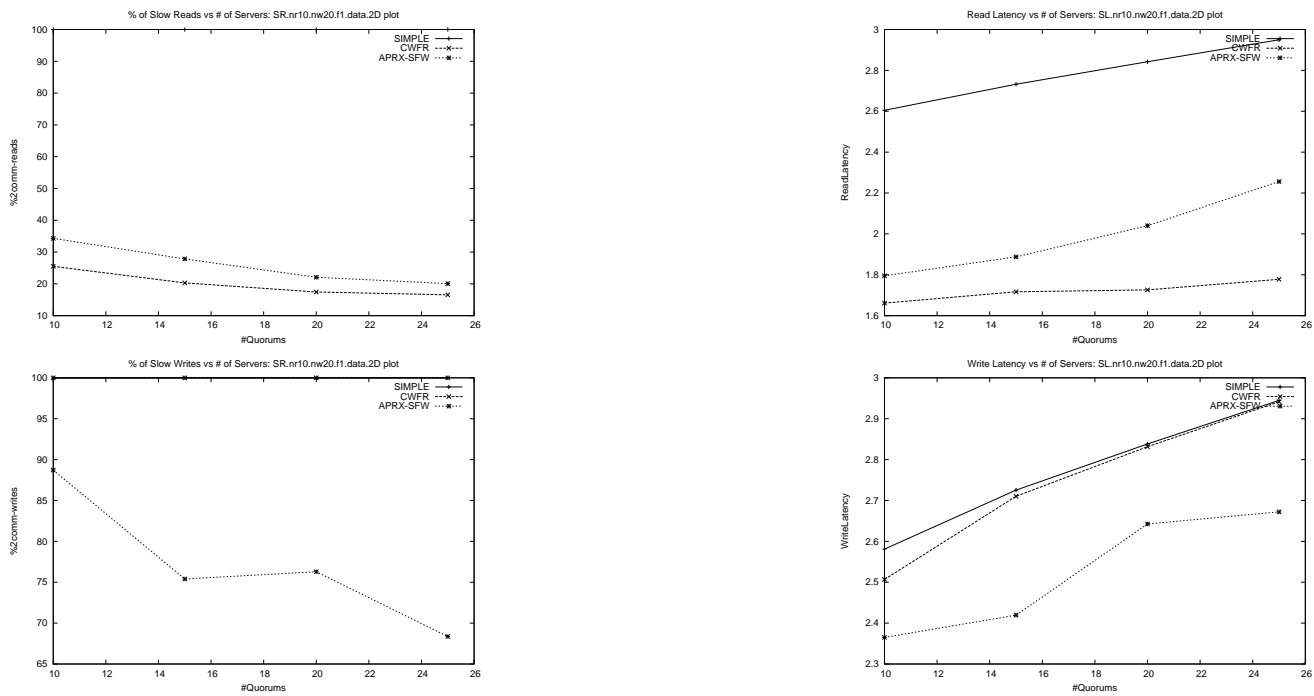 % of Slow Reads vs # of Servers: SR.nr10.nw20.f1.data.2D plot
100
90
80
70
60
50
40
30
20
10
%2comm-reads
SIMPLE
CWFR
APRX-SFW
10 12 14 16 18 20 22 24 26
#Quorums
Read Latency vs # of Servers: SL.nr10.nw20.f1.data.2D plot
3
2.8
2.6
2.4
2.2
2
1.8
1.6
ReadLatency
SIMPLE
CWFR
APRX-SFW
10 12 14 16 18 20 22 24 26
#Quorums
% of Slow Writes vs # of Servers: SR.nr10.nw20.f1.data.2D plot
100
95
90
85
80
75
70
65
%2comm-writes
SIMPLE
CWFR
APRX-SFW
10 12 14 16 18 20 22 24 26
#Quorums
Write Latency vs # of Servers: SL.nr10.nw20.f1.data.2D plot
3
2.9
2.8
2.7
2.6
2.5
2.4
2.3
WriteLatency
SIMPLE
CWFR
APRX-SFW
10 12 14 16 18 20 22 24 26
#Quorums